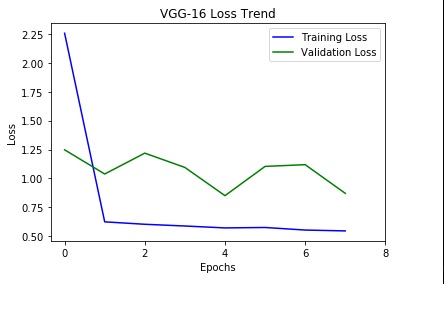 VGG-16 Loss Trend
Training Loss
Validation Loss
2.25
2.00
1.75
1.50
1.25
1.00
0.75
0.50
Loss
0 2 4 6 8
Epochs